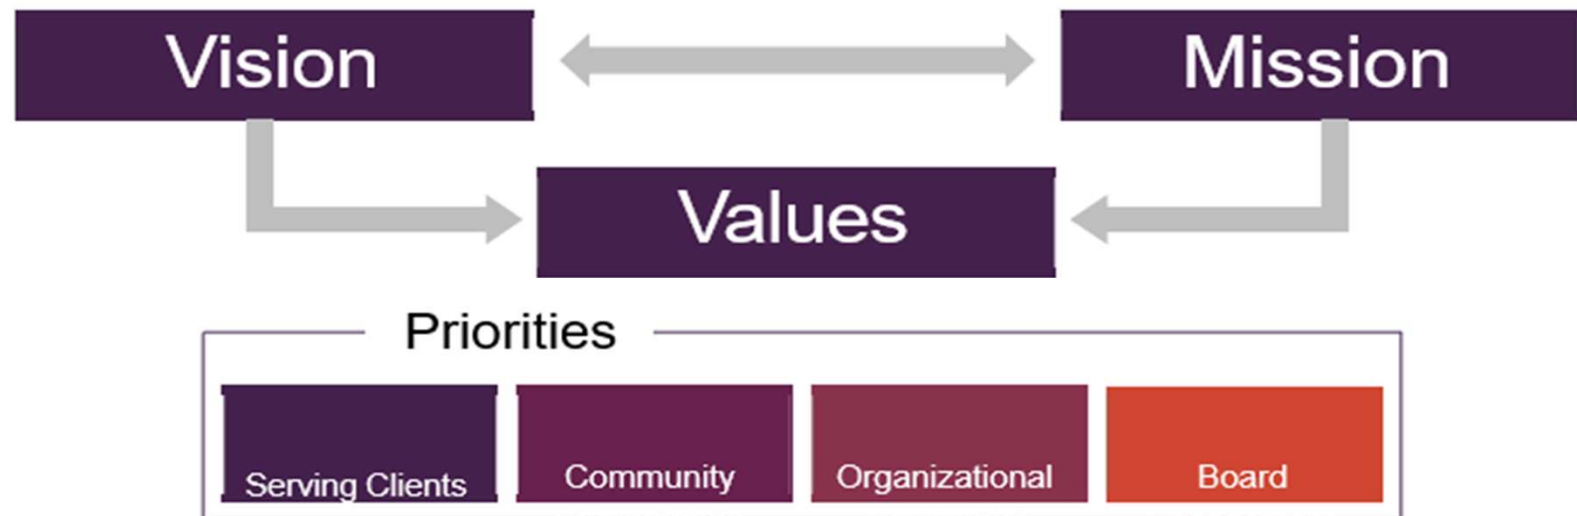 Vision
Mission
Values
Priorities
Serving Clients
Community
Organizational
Board